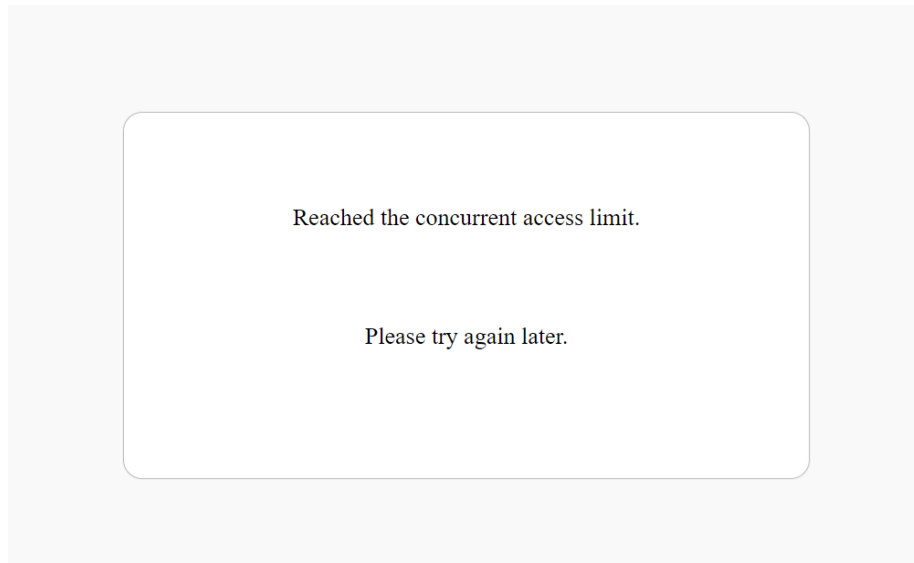 Reached the concurrent access limit.
Please try again later.